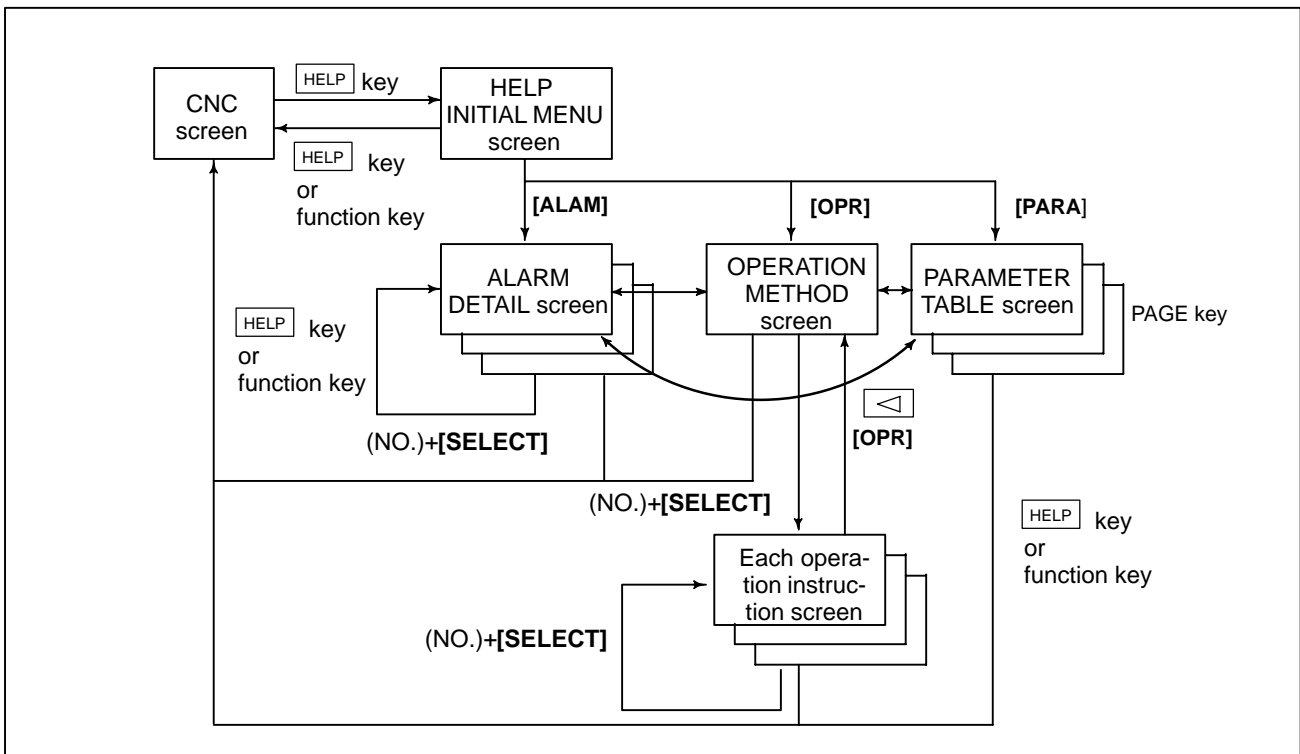 HELP key
CNC
screen
HELP
INITIAL MENU
screen
HELP key
or
function key
[ALAM]
[OPR]
[PARA]
ALARM
DETAIL screen
OPERATION
METHOD
screen
PARAMETER
TABLE screen
PAGE key
HELP key
or
function key
[OPR]
(NO.)+[SELECT]
(NO.)+[SELECT]
HELP key
or
function key
Each opera-
tion instruc-
tion screen
(NO.)+[SELECT]